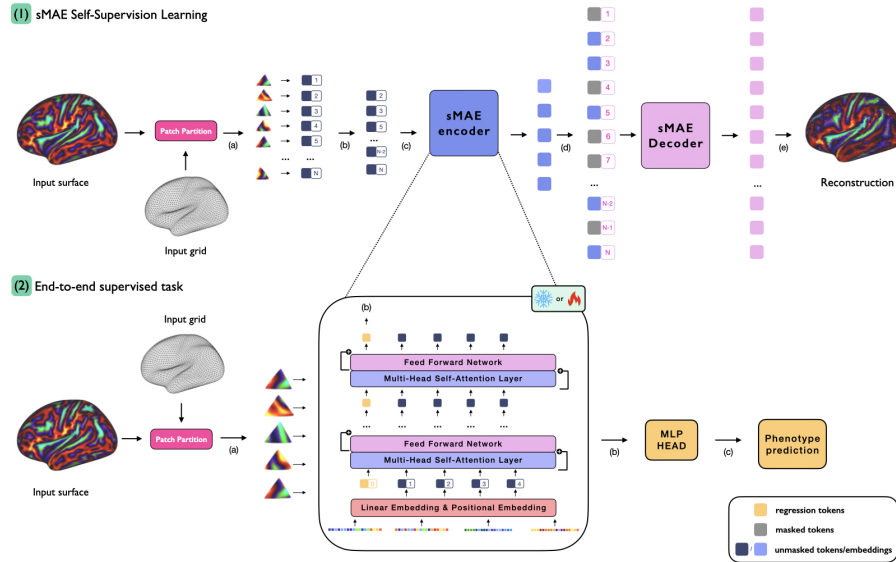 (1) sMAE Self-Supervision Learning
Input surface
Patch Partition
Input grid
(a)
1
2
3
4
5
...
...
N
(b)
2
3
5
...
N-2
N
(c)
sMAE encoder
(d)
1
2
3
4
5
6
7
...
N-2
N-1
N
sMAE Decoder
...
(e)
Reconstruction
(2) End-to-end supervised task
Input grid
Input surface
Patch Partition
(a)
or
(b)
Feed Forward Network
Multi-Head Self-Attention Layer
... ... ... ... ...
Feed Forward Network
Multi-Head Self-Attention Layer
0 1 2 3 4
Linear Embedding & Positional Embedding
(b)
MLP HEAD
(c)
Phenotype prediction
regression tokens
masked tokens
/ unmasked tokens/embeddings